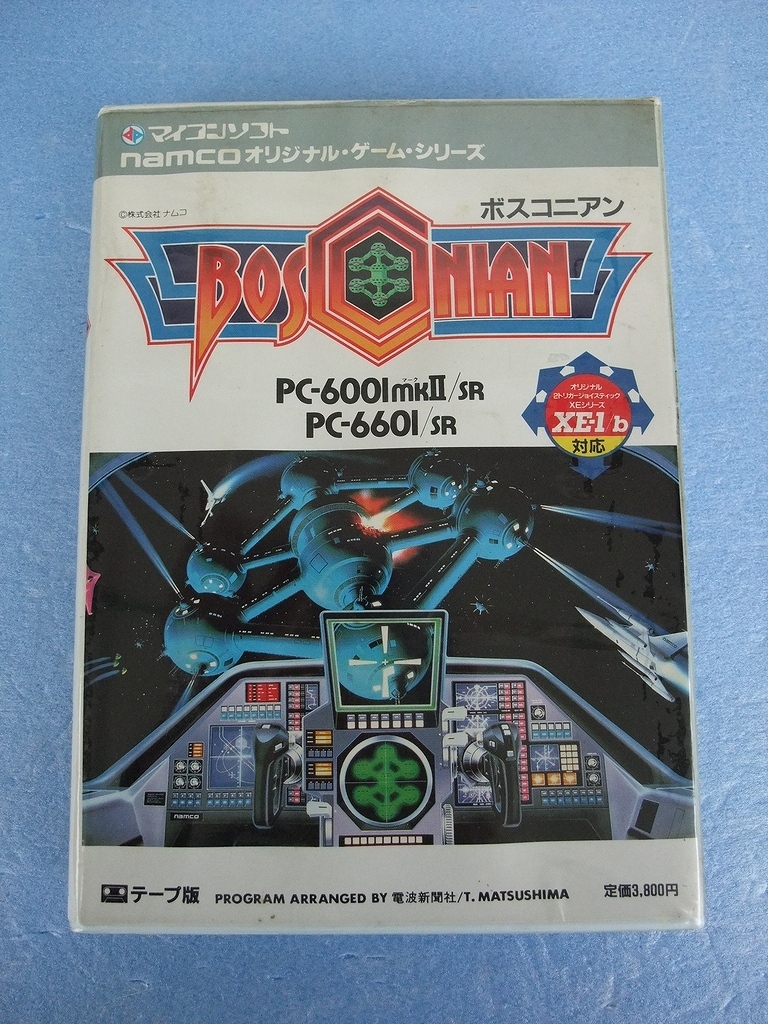 マイコンソフト
namcoオリジナル・ゲーム・シリーズ
©株式会社 ナムコ
ボスコニアン
BOSCONIAN
PC-6001mkII/SR
マーク
PC-6601/SR
オリジナル
2トリガージョイスティック
XEシリーズ
XE-1/b
対応
namco
テープ版
PROGRAM ARRANGED BY 電波新聞社/T. MATSUSHIMA
定価3,800円